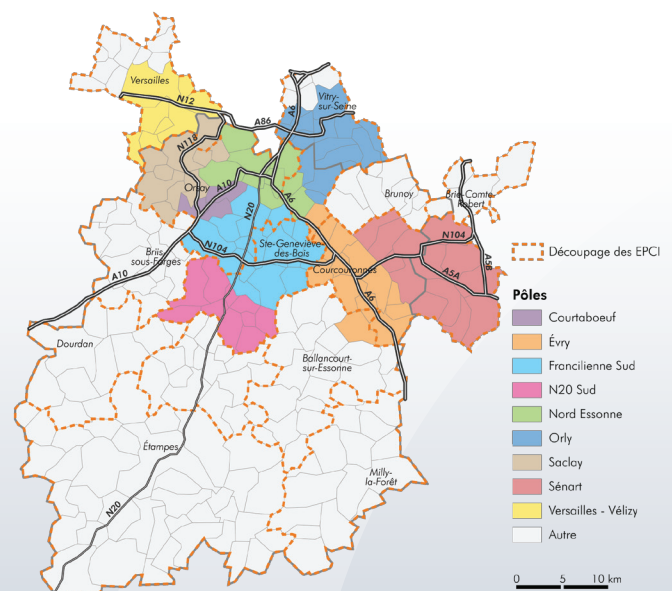 Versailles
N12
A6
Vitry-
sur-Seine
A86
N118
Orsay
A10
A6
N20
Brunoy
Brie-Comte-
Robert
N104
Ste-Geneviève-
des-Bois
N104
A5B
Briis
sous-Forges
Courcouronnes
A5A
A10
A6
Dourdan
Ballancourt
sur-Essonne
Étampes
Milly-
la-Forêt
N20
Découpage des EPCI
Pôles
Courtaboeuf
Évry
Francilienne Sud
N20 Sud
Nord Essonne
Orly
Saclay
Sénart
Versailles - Vélizy
Autre
0 5 10 km